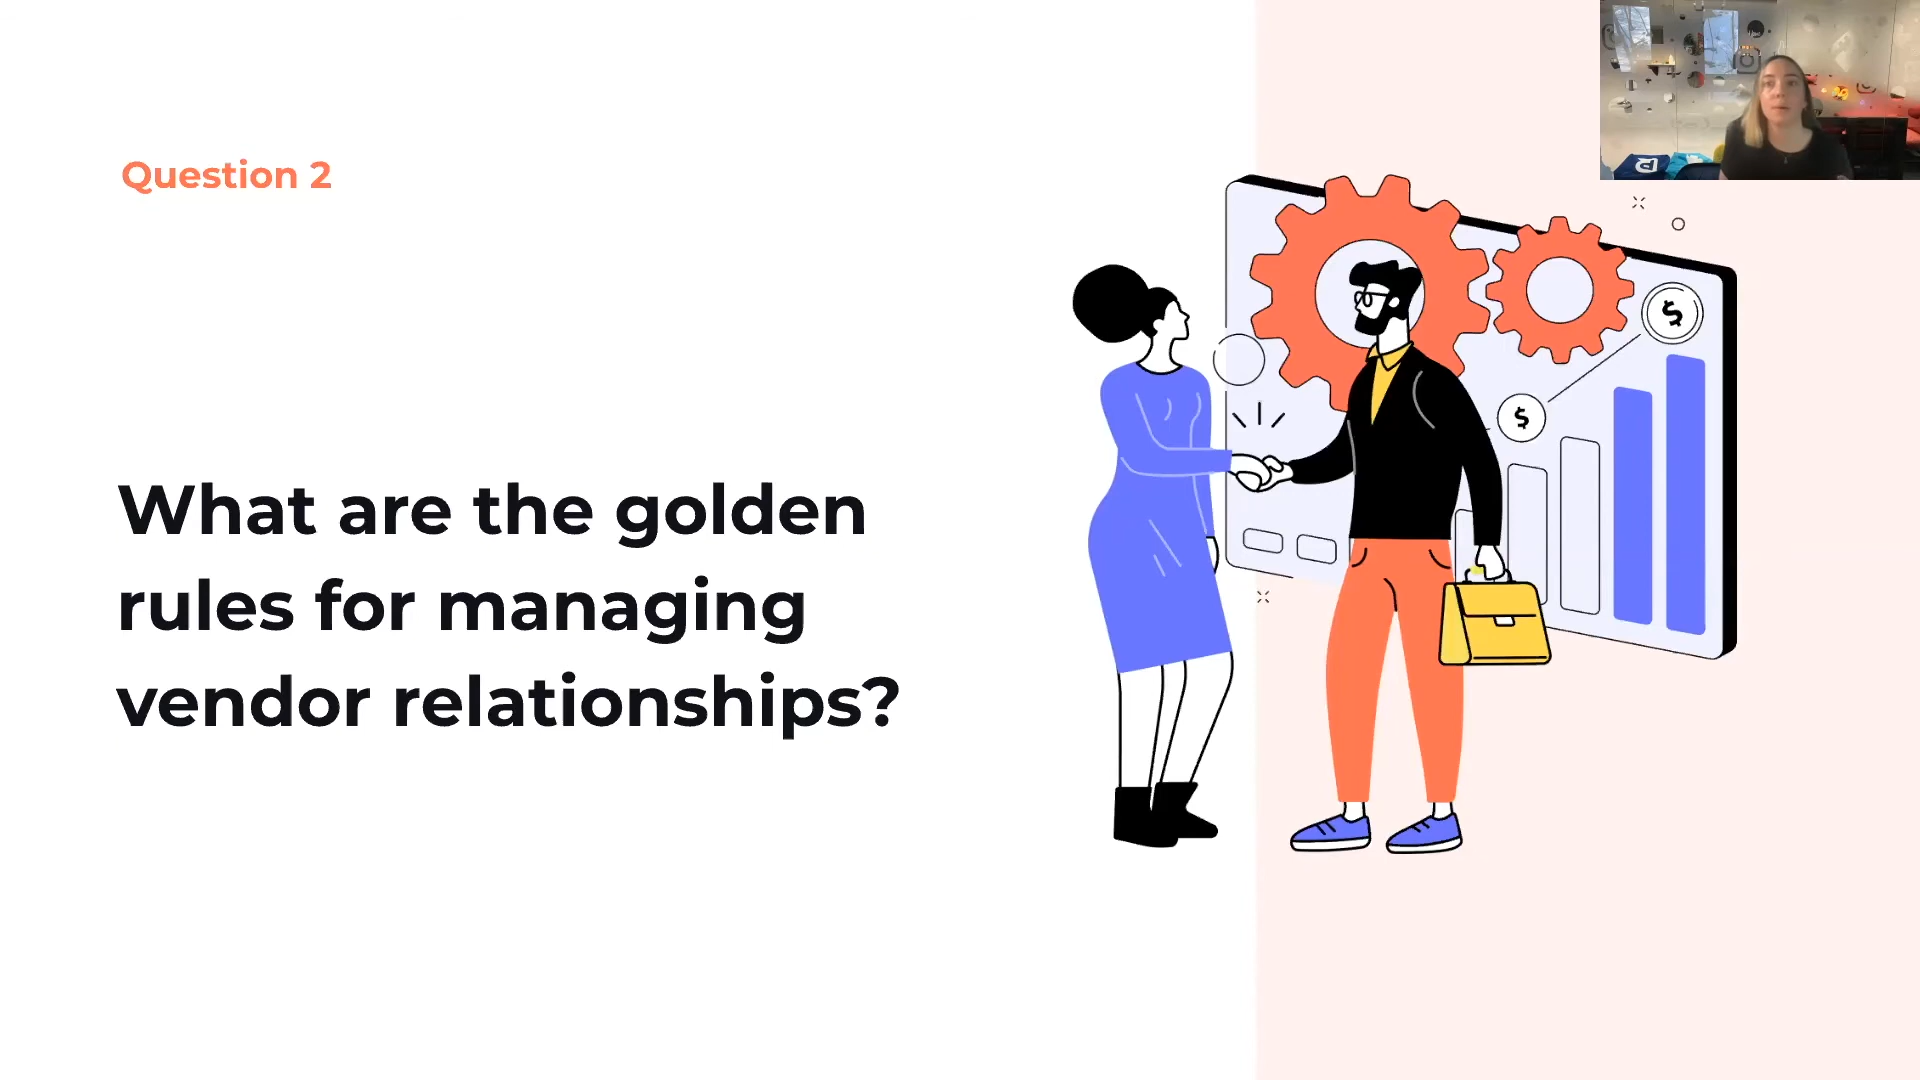 Question 2
What are the golden
rules for managing
vendor relationships?
$
$